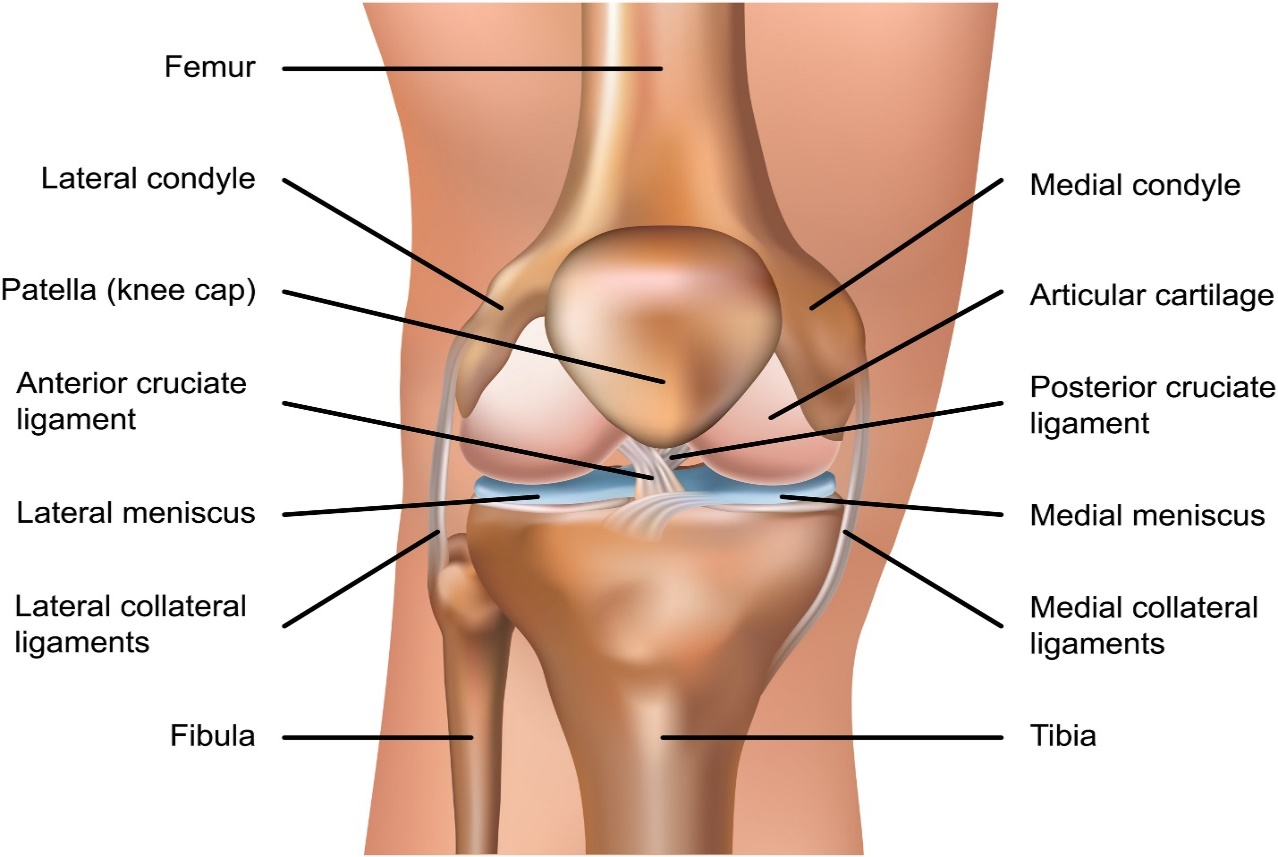 Femur
Lateral condyle
Patella (knee cap)
Anterior cruciate
ligament
Lateral meniscus
Lateral collateral
ligaments
Fibula
Medial condyle
Articular cartilage
Posterior cruciate
ligament
Medial meniscus
Medial collateral
ligaments
Tibia